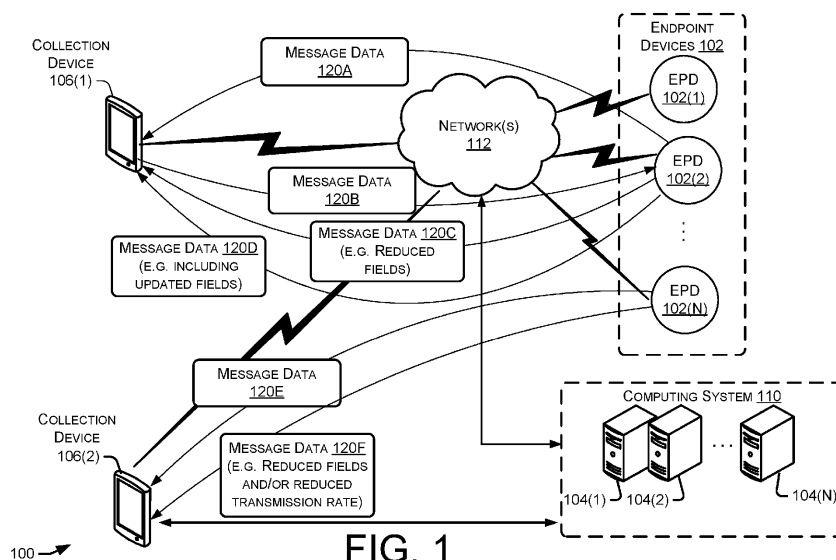 COLLECTION
DEVICE
106(1)
MESSAGE DATA
120A
ENDPOINT
DEVICES 102
EPD
102(1)
NETWORK(S)
112
EPD
102(2)
MESSAGE DATA
120B
MESSAGE DATA 120C
(E.G. REDUCED
FIELDS)
MESSAGE DATA 120D
(E.G. INCLUDING
UPDATED FIELDS)
EPD
102(N)
MESSAGE DATA
120E
COLLECTION
DEVICE
106(2)
MESSAGE DATA 120F
(E.G. REDUCED FIELDS
AND/OR REDUCED
TRANSMISSION RATE)
COMPUTING SYSTEM 110
104(1)
104(2)
104(N)
100
FIG. 1